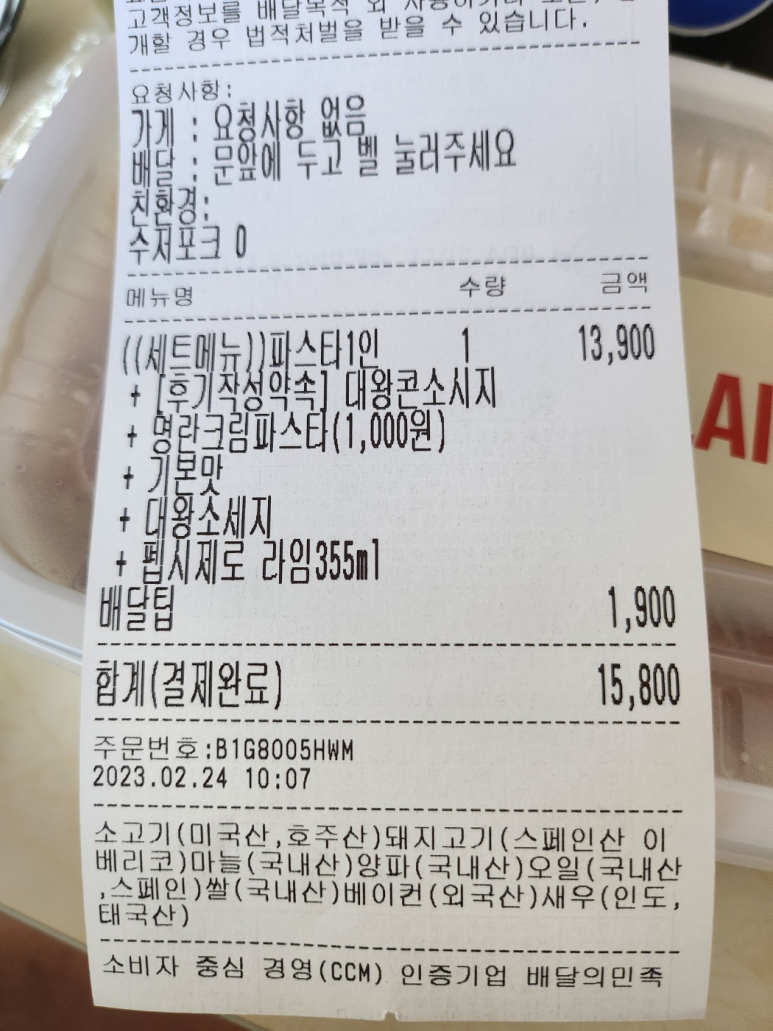 고객정보를 배달목적 외 사용하거나
개할 경우 법적처벌을 받을 수 있습니다.
요청사항:
가게 : 요청사항 없음
배달 : 문앞에 두고 벨 눌러주세요
친환경:
수저포크 0
메뉴명 수량 금액
((세트메뉴))파스타1인 1 13,900
+ [후기작성약속] 대왕콘소시지
+ 명란크림파스타(1,000원)
+ 기본맛
+ 대왕소세지
+ 펩시제로 라임355ml
배달팁 1,900
합계(결제완료) 15,800
주문번호:B1G8005HWM
2023.02.24 10:07
소고기(미국산,호주산)돼지고기(스페인산 이
베리코)마늘(국내산)양파(국내산)오일(국내산
,스페인)쌀(국내산)베이컨(외국산)새우(인도,
태국산)
소비자 중심 경영(CCM) 인증기업 배달의민족
LAI